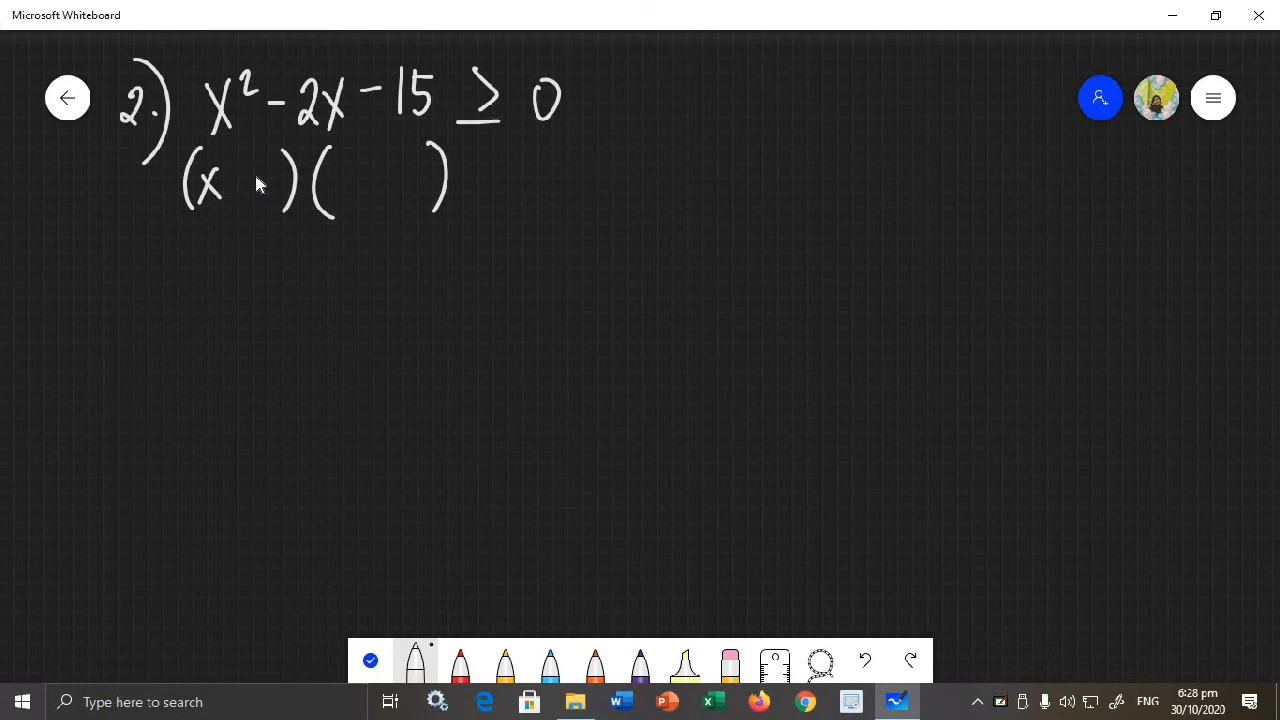 Microsoft Whiteboard
2.) x² - 2x - 15 ≥ 0
(x   ) (   )
Type here to search
ENG
6:28 pm
30/10/2020